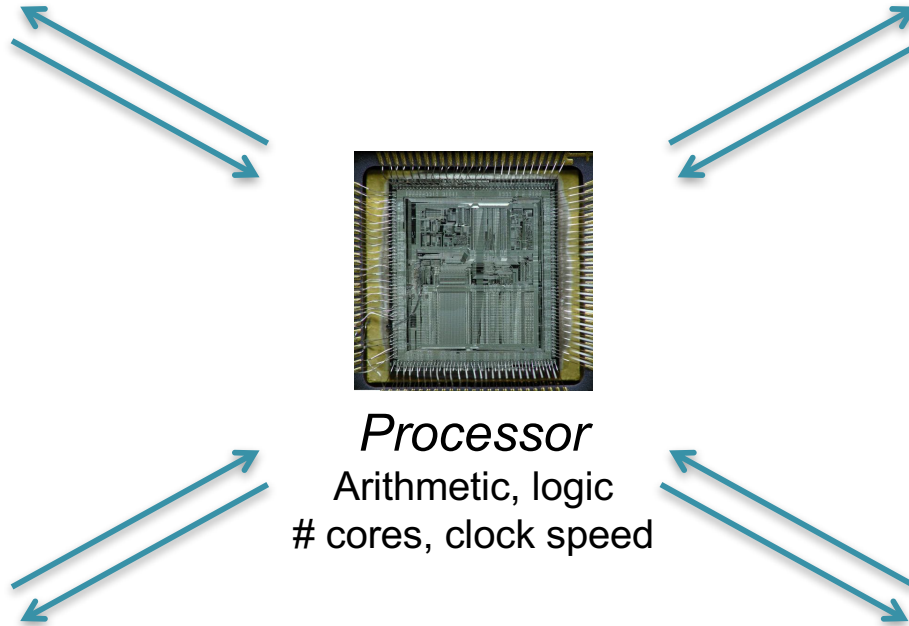 Processor
Arithmetic, logic
# cores, clock speed